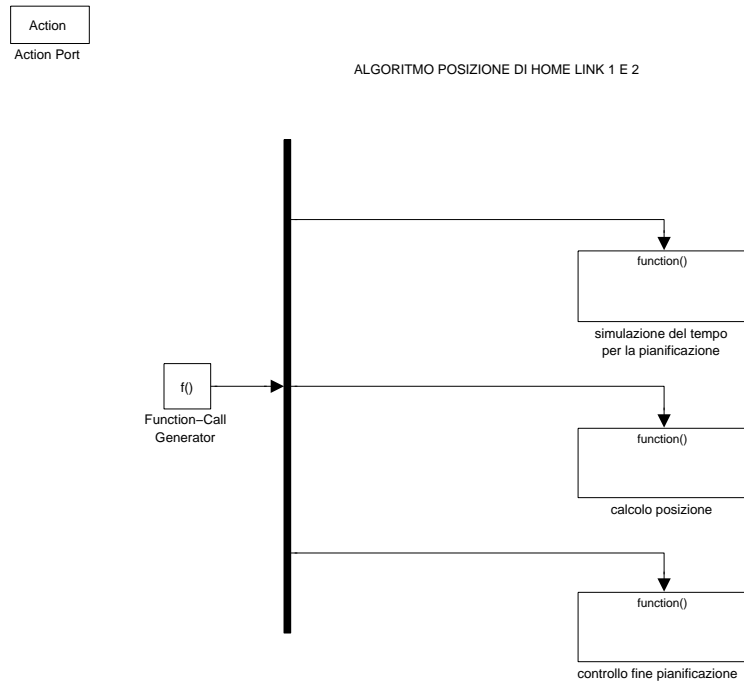 Action
Action Port
ALGORITMO POSIZIONE DI HOME LINK 1 E 2
function()
simulazione del tempo
per la pianificazione
f()
Function−Call
Generator
function()
calcolo posizione
function()
controllo fine pianificazione